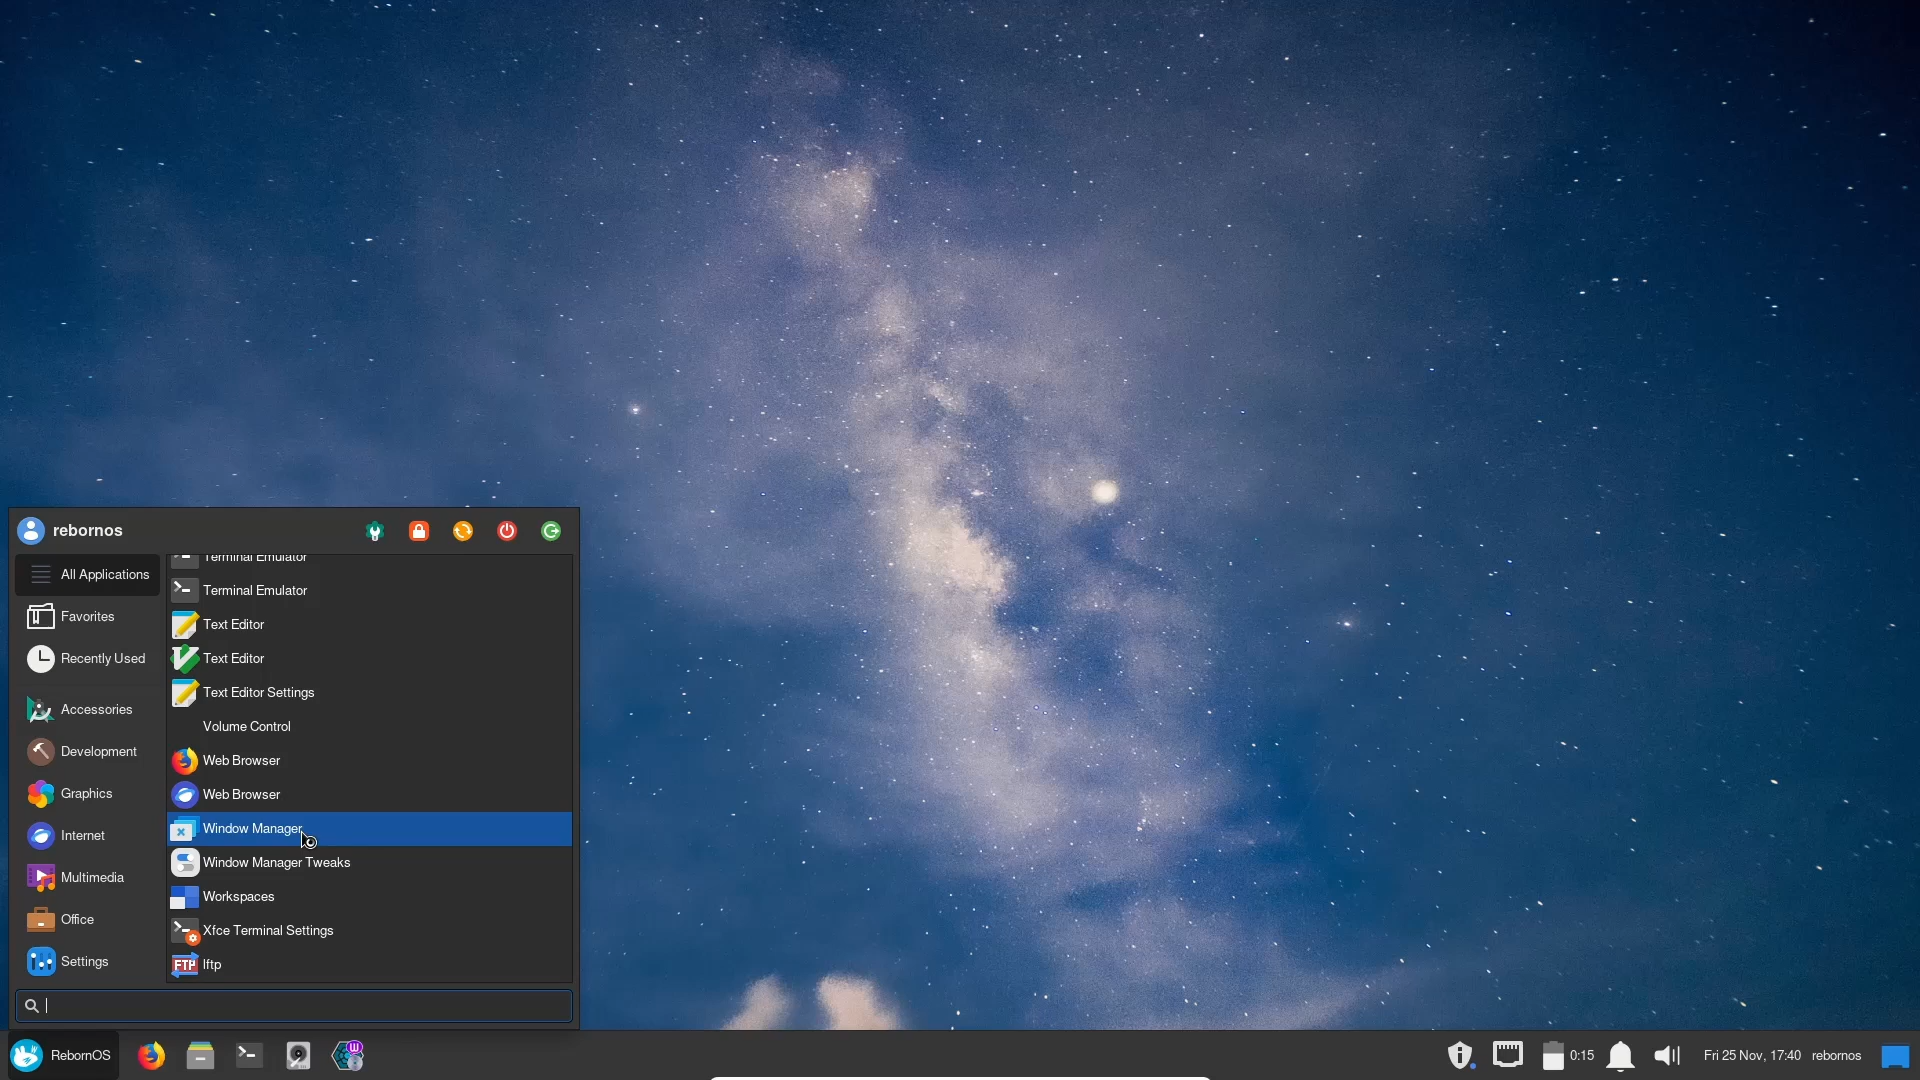 rebornos
All Applications
Favorites
Recently Used
Accessories
Development
Graphics
Internet
Multimedia
Office
Settings
Terminal Emulator
Terminal Emulator
Text Editor
Text Editor
Text Editor Settings
Volume Control
Web Browser
Web Browser
Window Manager
Window Manager Tweaks
Workspaces
Xfce Terminal Settings
FTP lftp
RebornOS
W
0:15
Fri 25 Nov, 17:40
rebornos